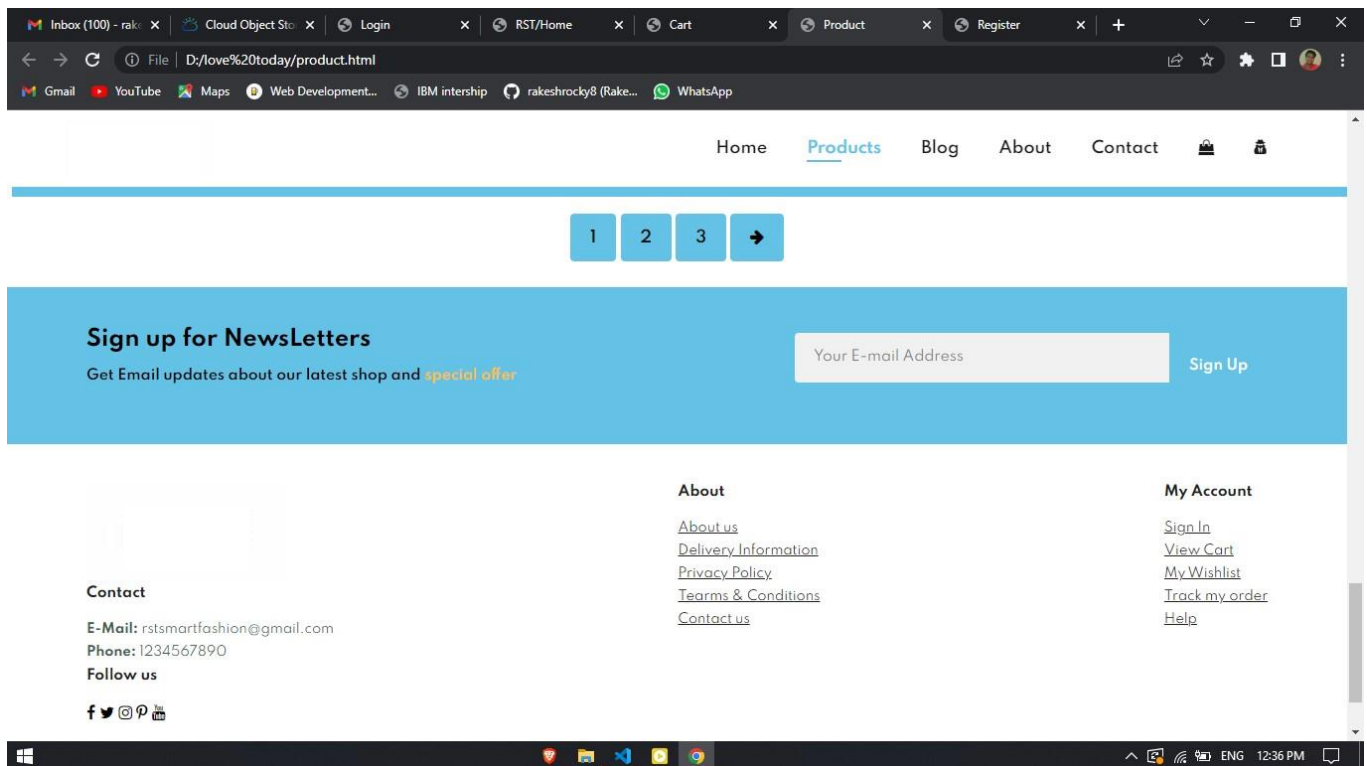 Inbox (100) - rake
Cloud Object Sto
Login
RST/Home
Cart
Product
Register
File D:/love%20today/product.html
Gmail
YouTube
Maps
Web Development...
IBM intership
rakeshrocky8 (Rake...
WhatsApp
Home Products Blog About Contact
1 2 3
Sign up for NewsLetters
Get Email updates about our latest shop and special offer
Your E-mail Address
Sign Up
Contact
E-Mail: rstsmartfashion@gmail.com
Phone: 1234567890
Follow us
You
Tube
About
About us
Delivery Information
Privacy Policy
Tearms & Conditions
Contact us
My Account
Sign In
View Cart
My Wishlist
Track my order
Help
ENG 12:36 PM